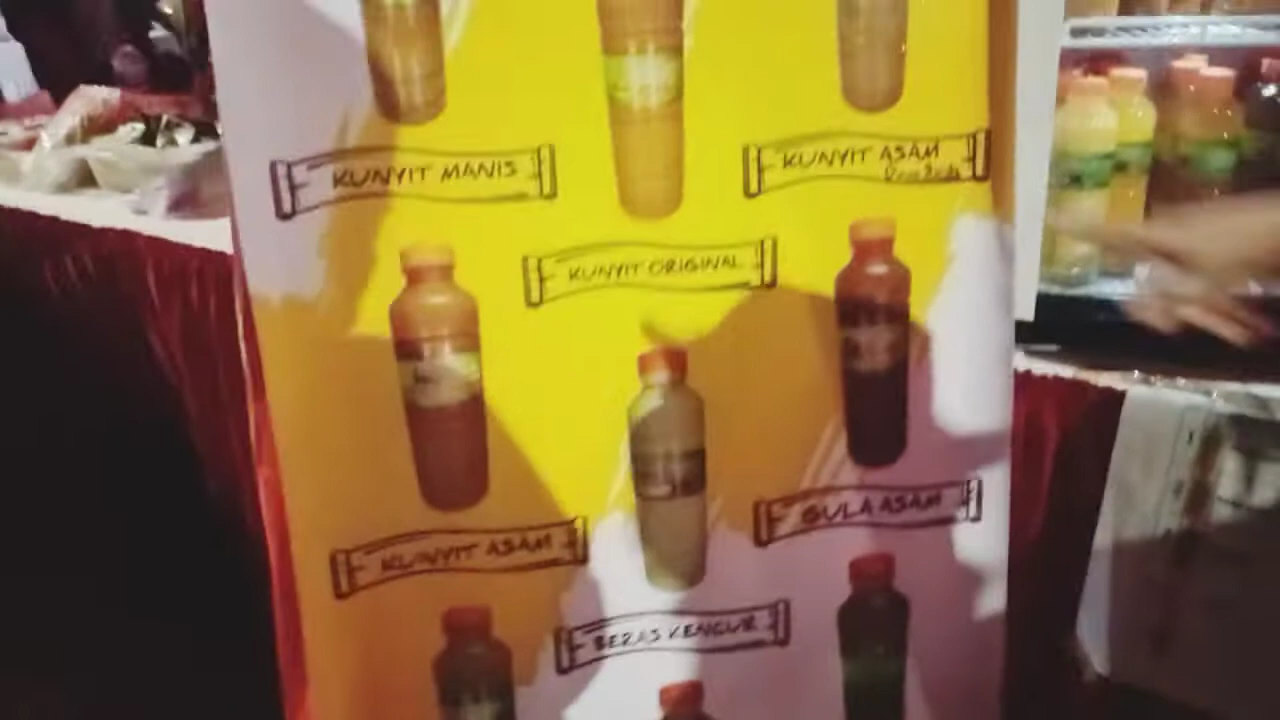 KUNYIT MANIS
KUNYIT ASAM
KUNYIT ORIGINAL
KUNYIT ASAM
GULA ASAM
BERAS KENCUR